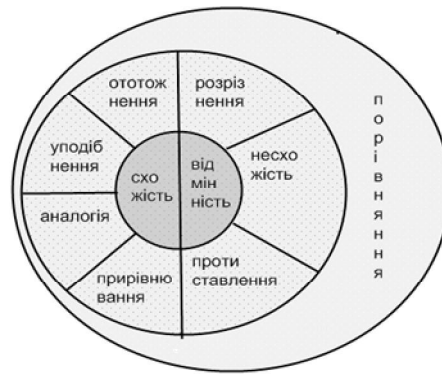 ототож
нення
розріз
нення
уподіб
нення
схо
жість
від
мін
ність
несхо
жість
аналогія
прирівню
вання
проти
ставлення
п
о
р
і
в
н
я
н
н
я